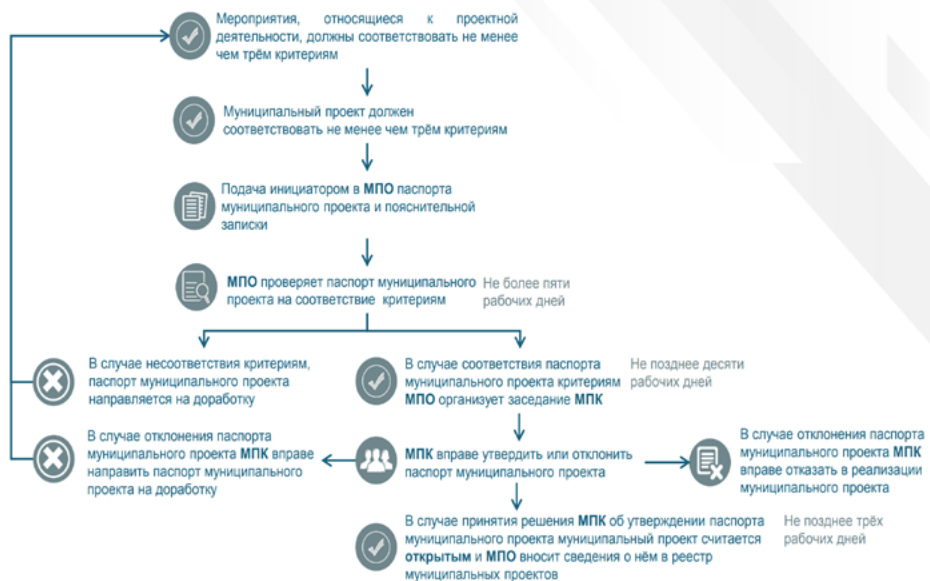 Мероприятия, относящиеся к проектной
деятельности, должны соответствовать не менее
чем трём критериям
Муниципальный проект должен
соответствовать не менее чем трём критериям
Подача инициатором в МПО паспорта
муниципального проекта и пояснительной
записки
МПО проверяет паспорт муниципального
проекта на соответствие критериям
Не более пяти
рабочих дней
В случае несоответствия критериям,
паспорт муниципального проекта
направляется на доработку
В случае соответствия паспорта
муниципального проекта критериям
МПО организует заседание МПК
Не позднее десяти
рабочих дней
В случае отклонения паспорта
муниципального проекта МПК вправе
направить паспорт муниципального
проекта на доработку
МПК вправе утвердить или отклонить
паспорт муниципального проекта
В случае отклонения паспорта
муниципального проекта МПК
вправе отказать в реализации
муниципального проекта
В случае принятия решения МПК об утверждении паспорта
муниципального проекта муниципальный проект считается
открытым и МПО вносит сведения о нём в реестр
муниципальных проектов
Не позднее трёх
рабочих дней